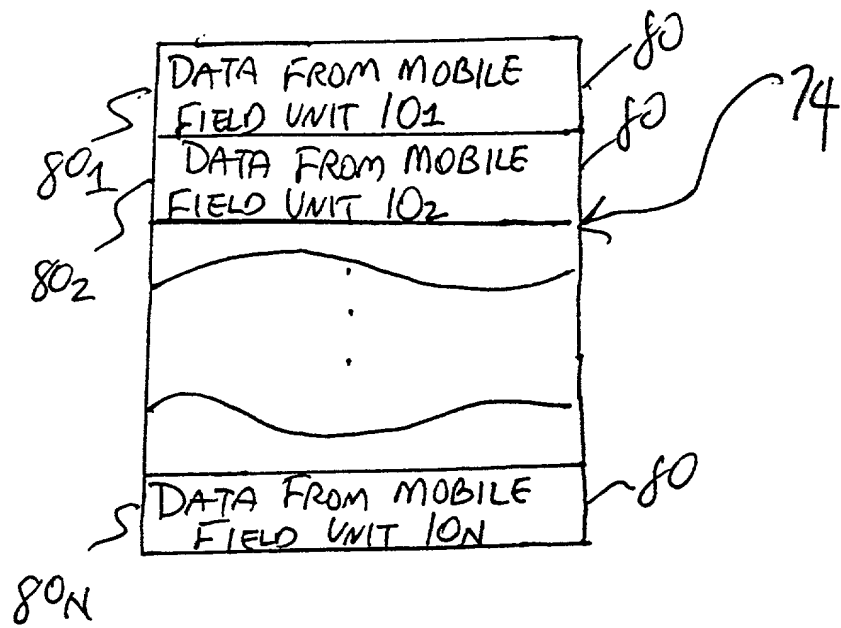 80
DATA FROM MOBILE
FIELD UNIT 10₁
80₁
80
74
DATA FROM MOBILE
FIELD UNIT 10₂
80₂
80
DATA FROM MOBILE
FIELD UNIT 10N
80N